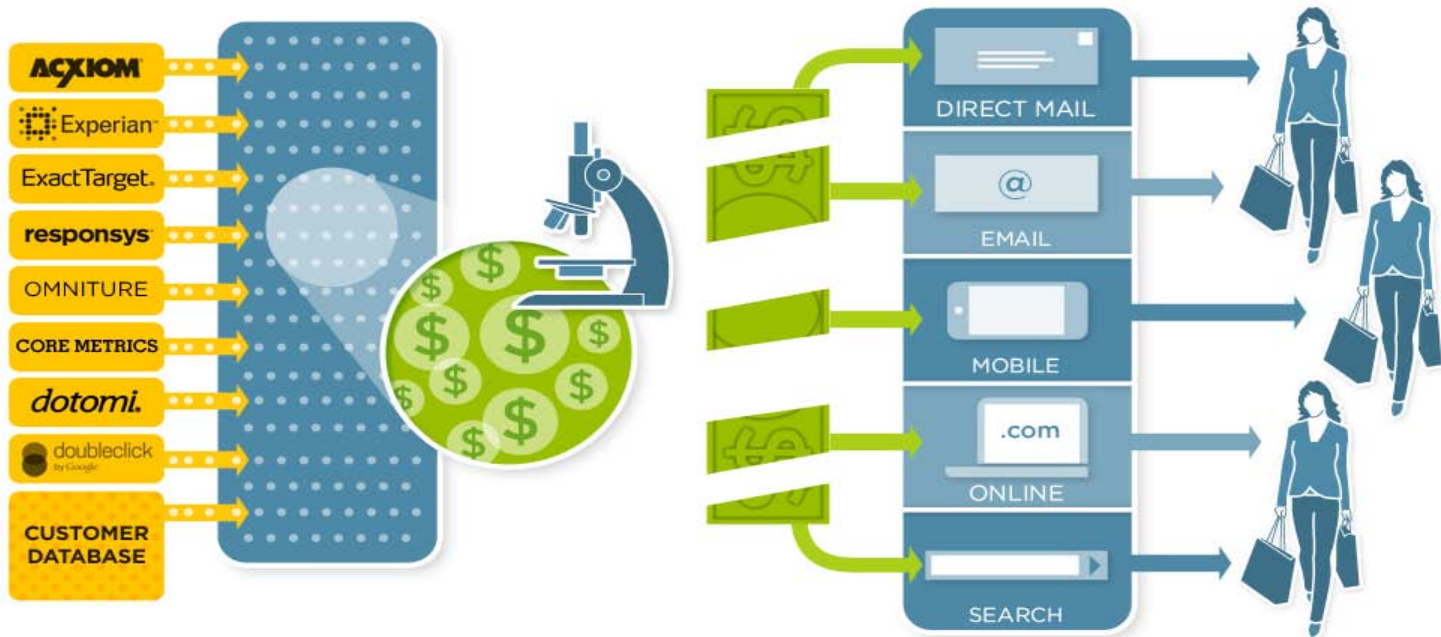 ACXIOM
Experian™
ExactTarget®
responsys
OMNITURE
CORE METRICS
dotomi®
doubleclick
by Google
CUSTOMER
DATABASE
$
$
$
$
$
$
$
$
$
$
DIRECT MAIL
@
EMAIL
MOBILE
.com
ONLINE
SEARCH
$
$